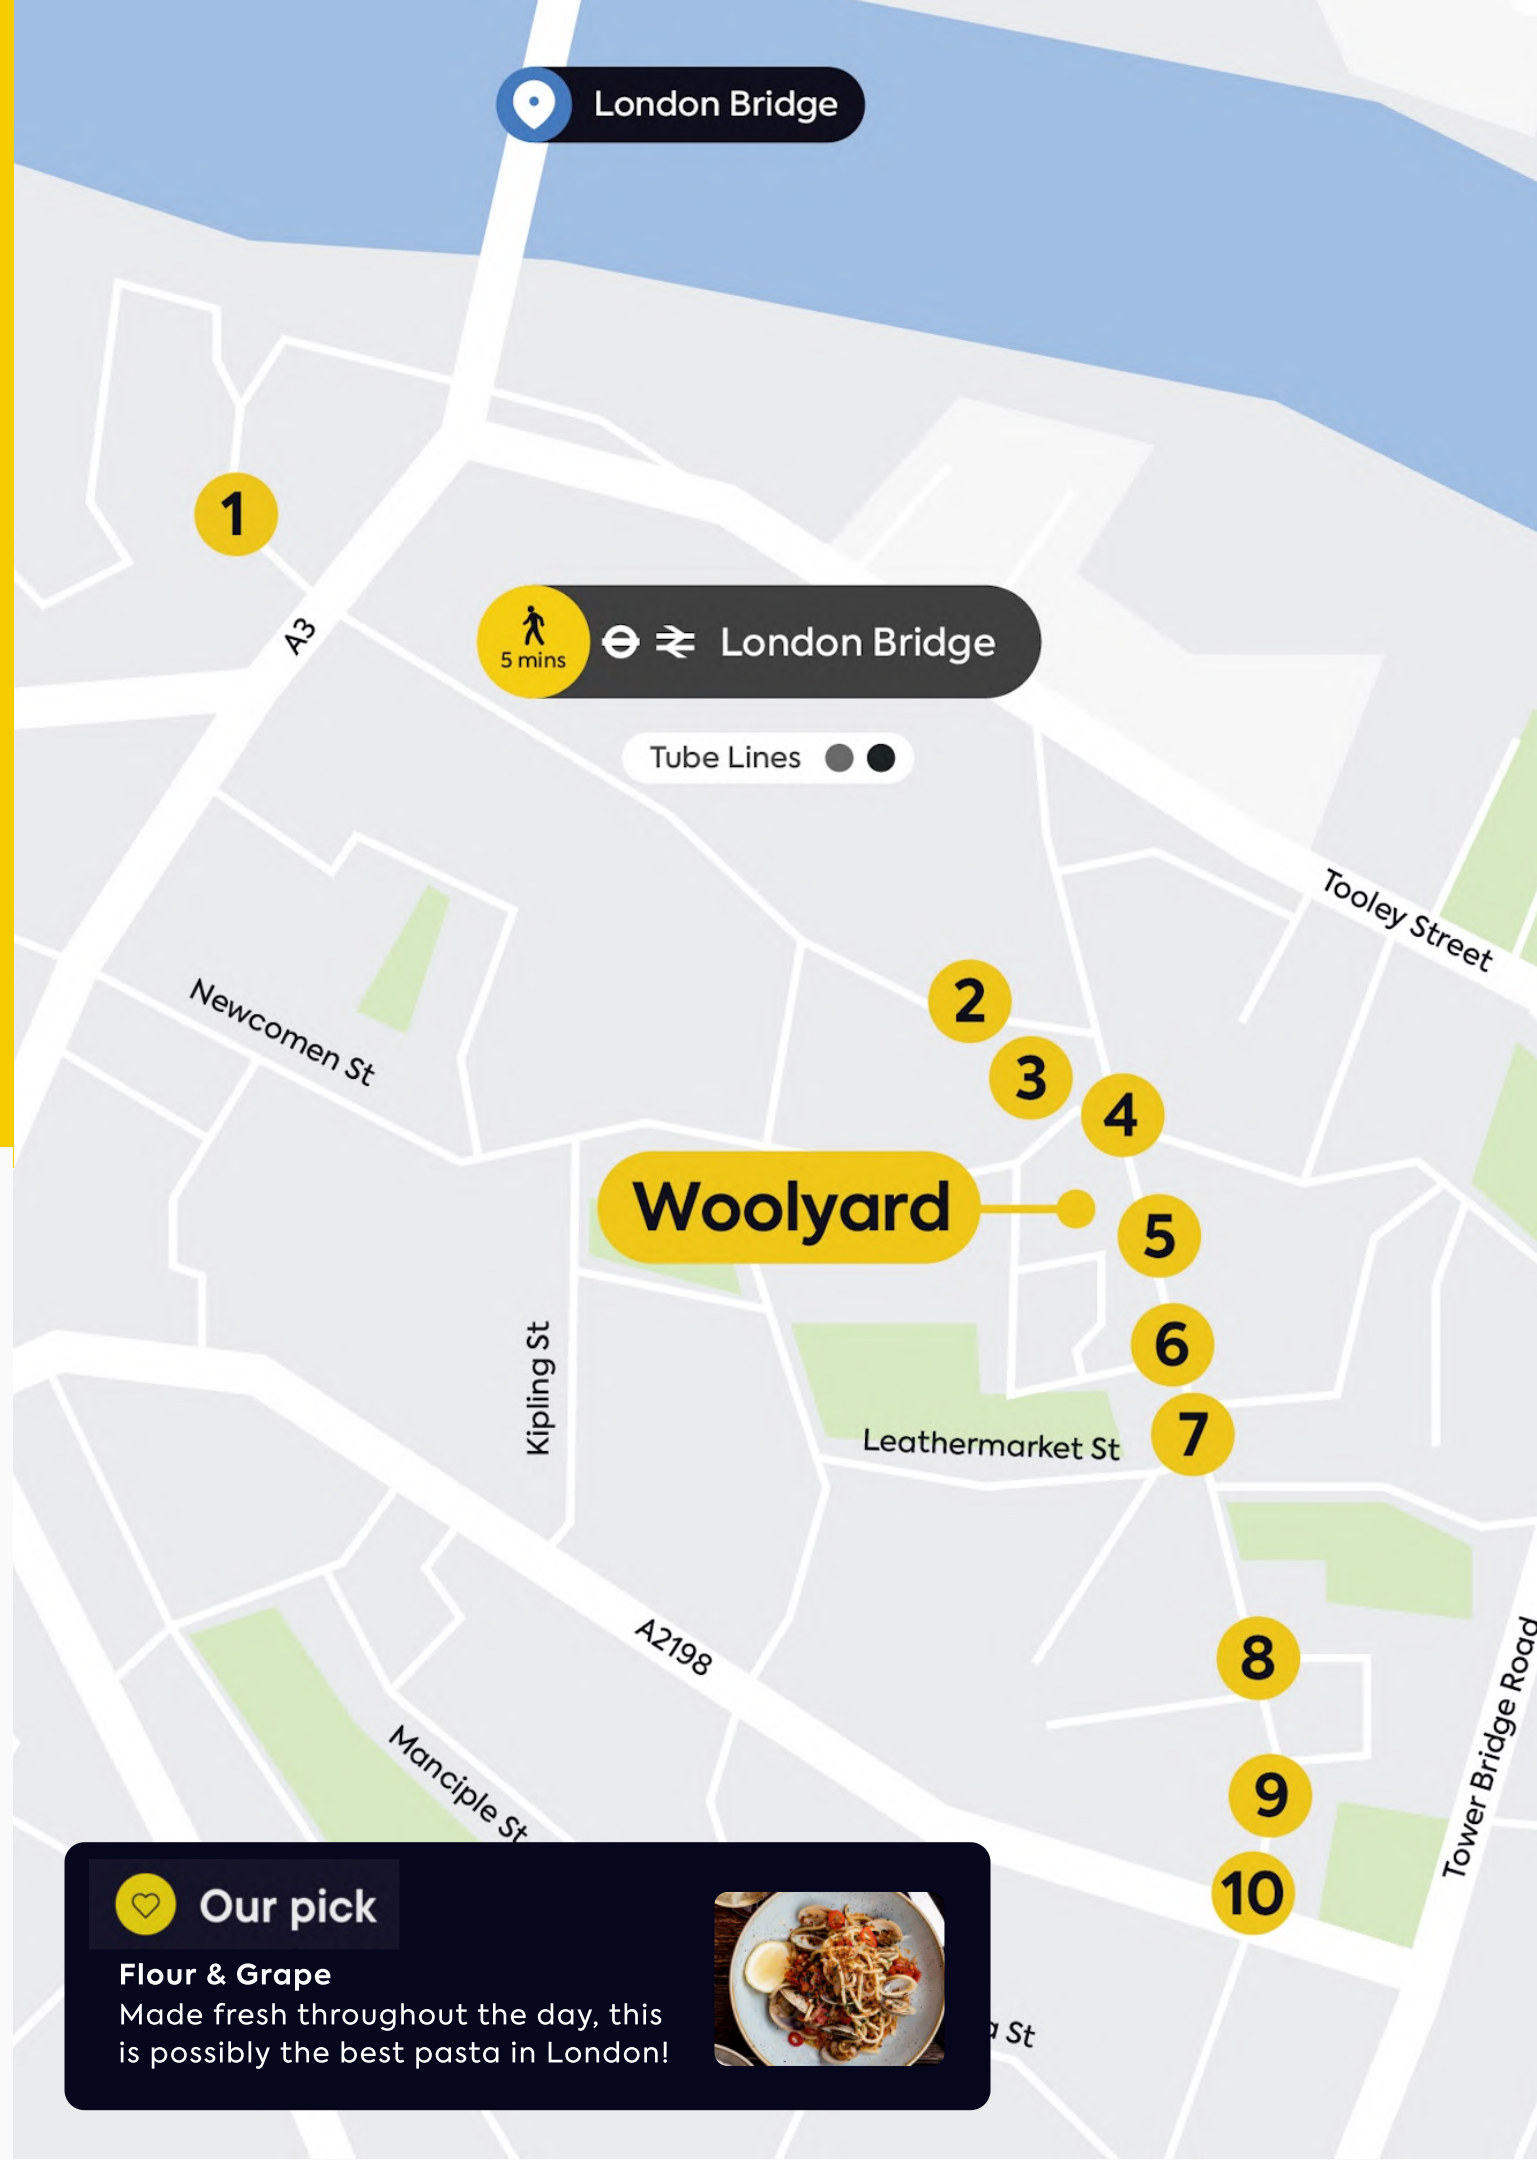 London Bridge
1
A3
5 mins
London Bridge
Tube Lines
Tooley Street
2
Newcomen St
3
4
Woolyard
5
6
Kipling St
7
Leathermarket St
A2198
8
Tower Bridge Road
Manciple St
9
10
Our pick
Flour & Grape
Made fresh throughout the day, this
is possibly the best pasta in London!
St